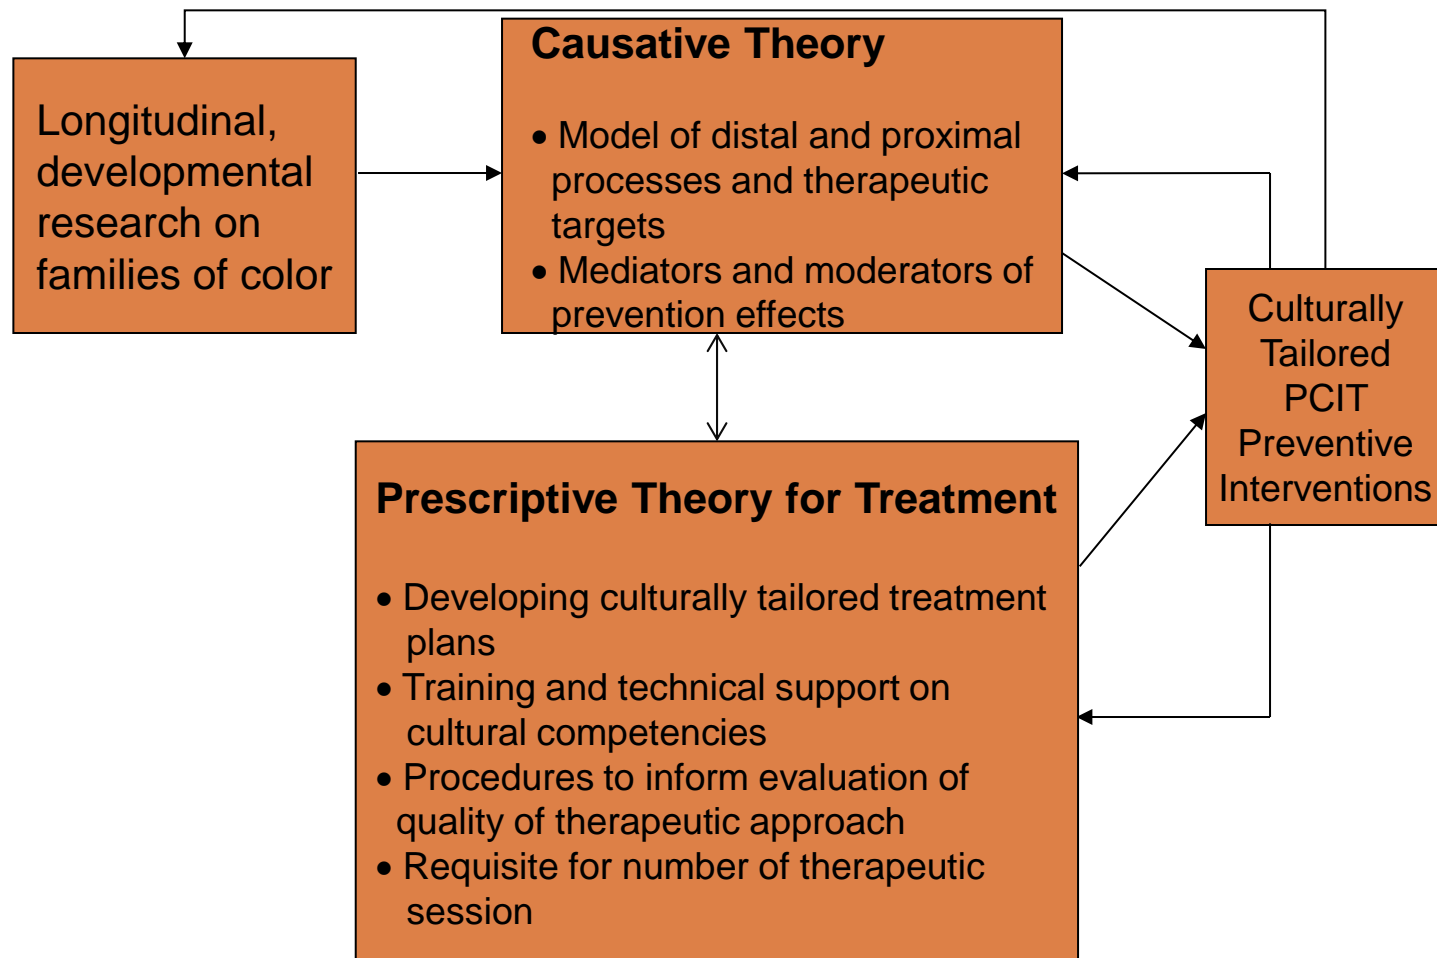 Longitudinal,
developmental
research on
families of color
Causative Theory
• Model of distal and proximal
processes and therapeutic
targets
• Mediators and moderators of
prevention effects
Culturally
Tailored
PCIT
Preventive
Interventions
Prescriptive Theory for Treatment
• Developing culturally tailored treatment
plans
• Training and technical support on
cultural competencies
• Procedures to inform evaluation of
quality of therapeutic approach
• Requisite for number of therapeutic
session